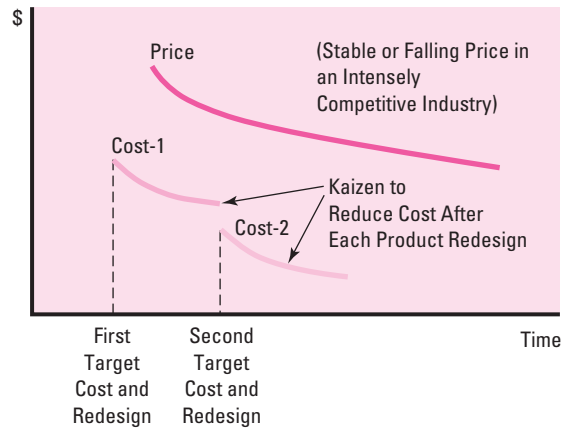 $
Price
(Stable or Falling Price in
an Intensely
Competitive Industry)
Cost-1
Kaizen to
Reduce Cost After
Each Product Redesign
Cost-2
First
Target
Cost and
Redesign
Second
Target
Cost and
Redesign
Time